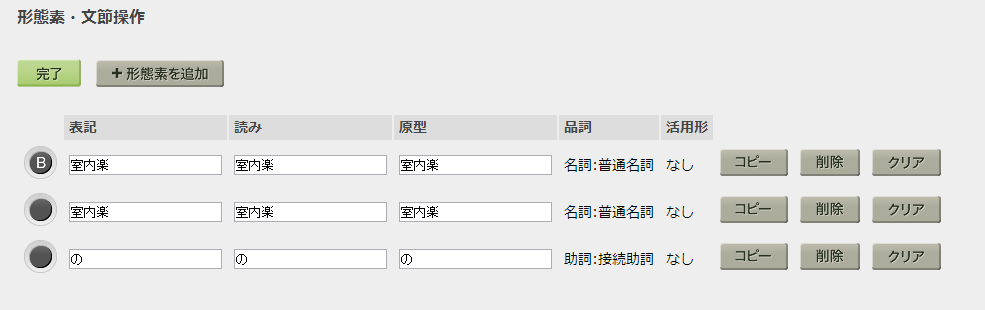 形態素・文節操作
完了 +形態素を追加
表記 読み 原型 品詞 活用形
B 室内楽 室内楽 室内楽 名詞:普通名詞 なし コピー 削除 クリア
室内楽 室内楽 室内楽 名詞:普通名詞 なし コピー 削除 クリア
の の の 助詞:接続助詞 なし コピー 削除 クリア